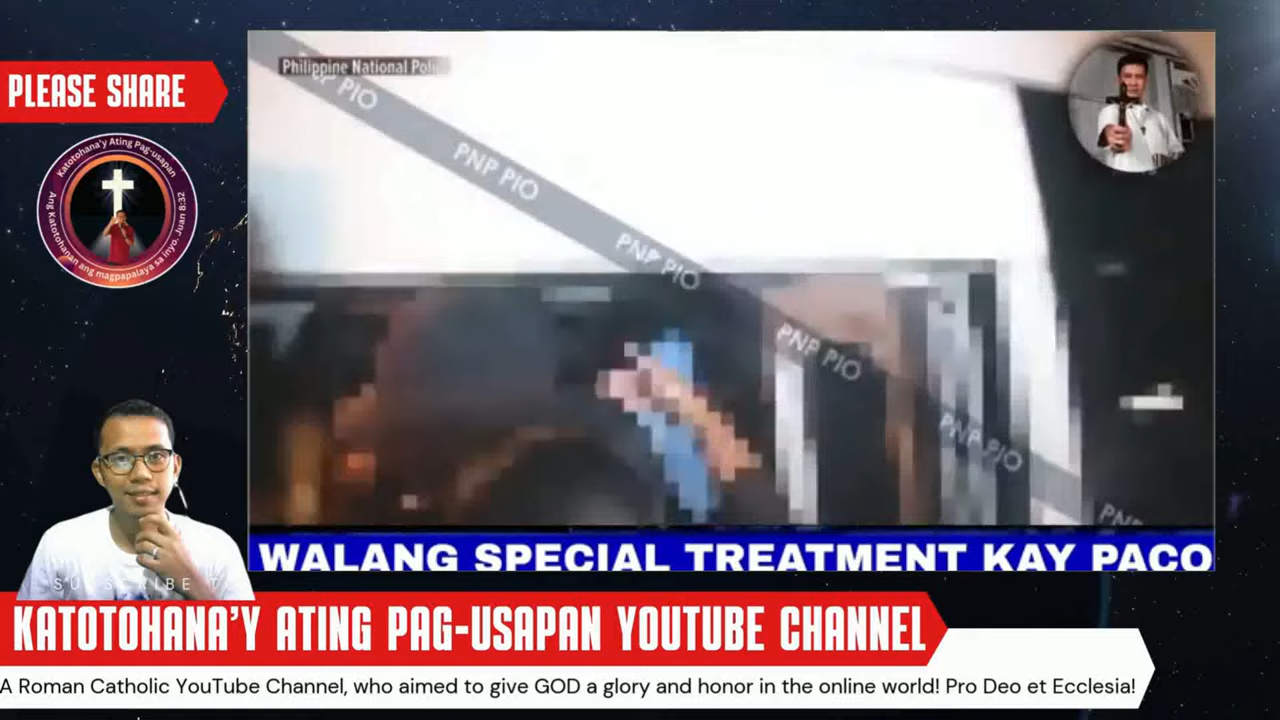 PLEASE SHARE
Katotohana'y Ating Pag-usapan
Ang Katotohanan ang magpapalaya sa inyo. Juan 8:32
Philippine National
PNP PIO
PNP PIO
PNP PIO
PNP PIO
PNP PIO
WALANG SPECIAL TREATMENT KAY PACO
SUBSCRIBE TO
KATOTOHANA'Y ATING PAG-USAPAN YOUTUBE CHANNEL
A Roman Catholic YouTube Channel, who aimed to give GOD a glory and honor in the online world! Pro Deo et Ecclesia!